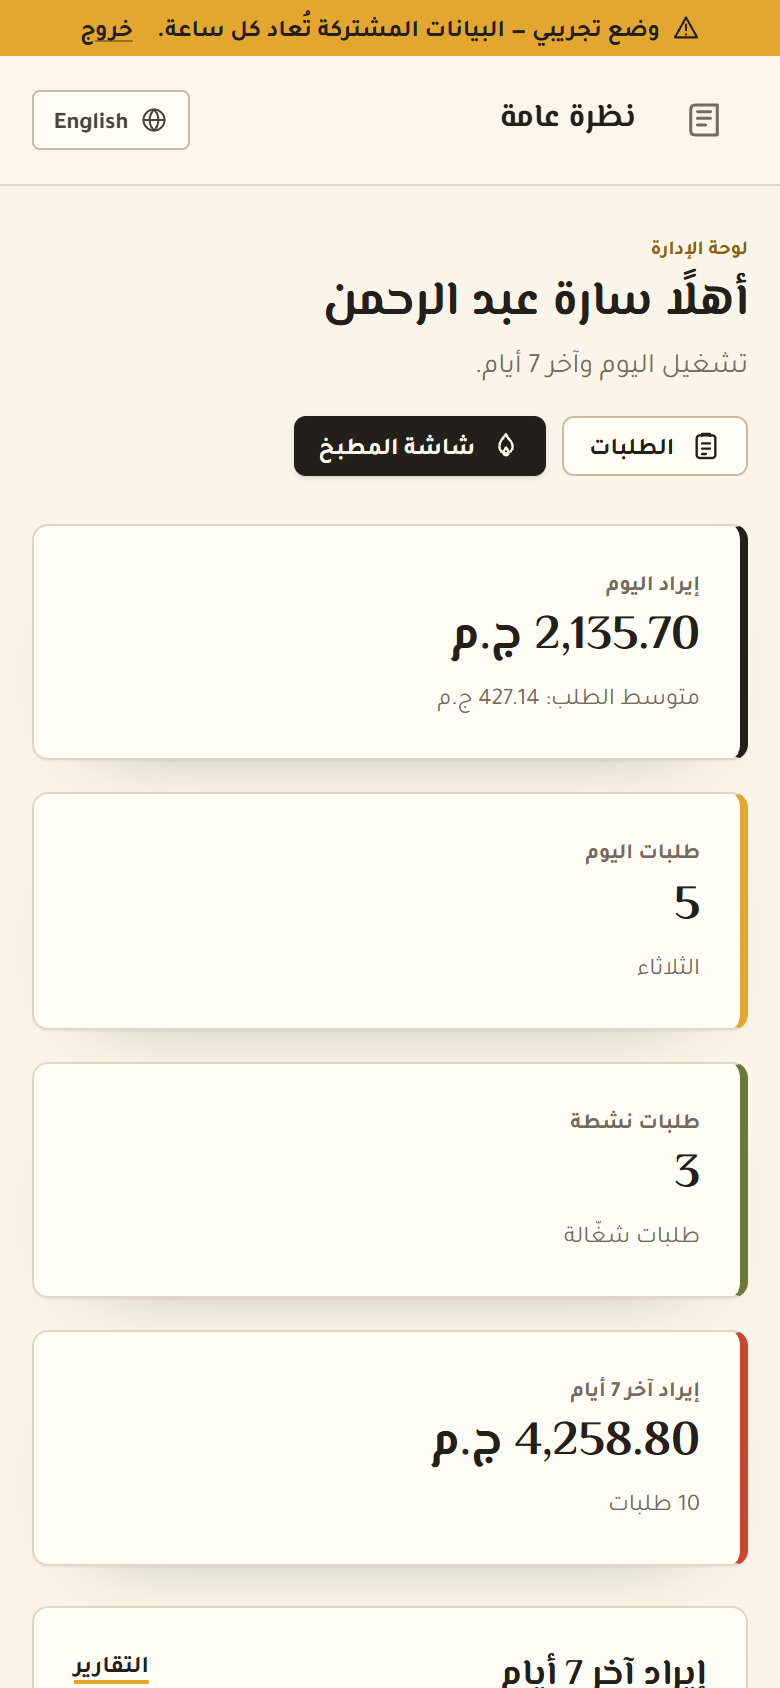 وضع تجريبي — البيانات المشتركة تُعاد كل ساعة. خروج
نظرة عامة
English
لوحة الإدارة
أهلًا سارة عبد الرحمن
تشغيل اليوم وآخر 7 أيام.
الطلبات
شاشة المطبخ
إيراد اليوم
2,135.70 ج.م
متوسط الطلب: 427.14 ج.م
طلبات اليوم
5
الثلاثاء
طلبات نشطة
3
طلبات شغّالة
إيراد آخر 7 أيام
4,258.80 ج.م
10 طلبات
إيراد آخر 7 أيام
التقارير